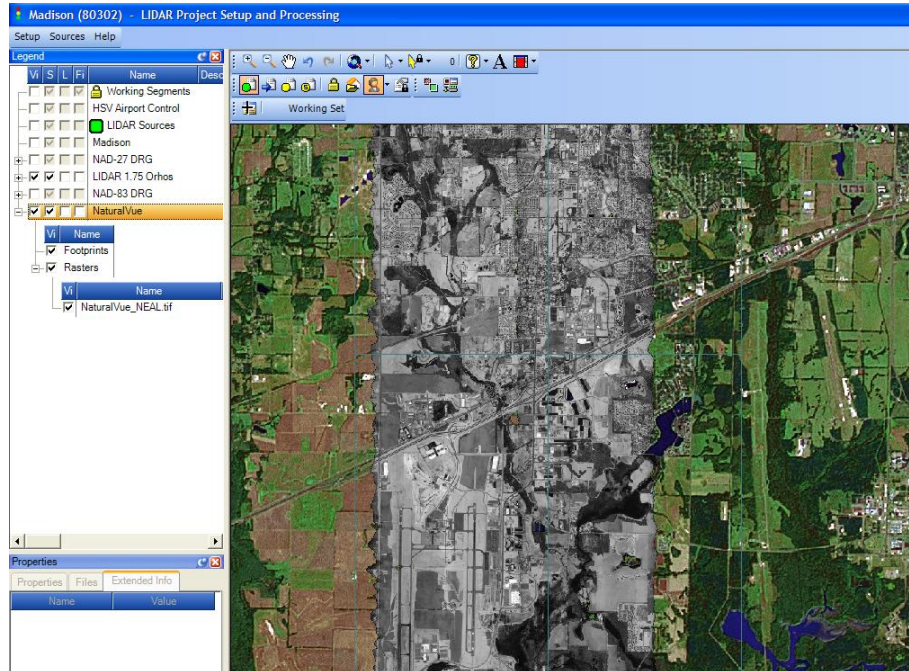 Madison (80302) - LIDAR Project Setup and Processing
Setup Sources Help
Legend
Vi S L Fi Name Desc
Working Segments
HSV Airport Control
LIDAR Sources
Madison
NAD-27 DRG
LIDAR 1.75 Orhos
NAD-83 DRG
NaturalVue
Vi Name
Footprints
Rasters
Vi Name
NaturalVue_NEAL.tif
0
A
Working Set
Properties
Properties Files Extended Info
Name Value